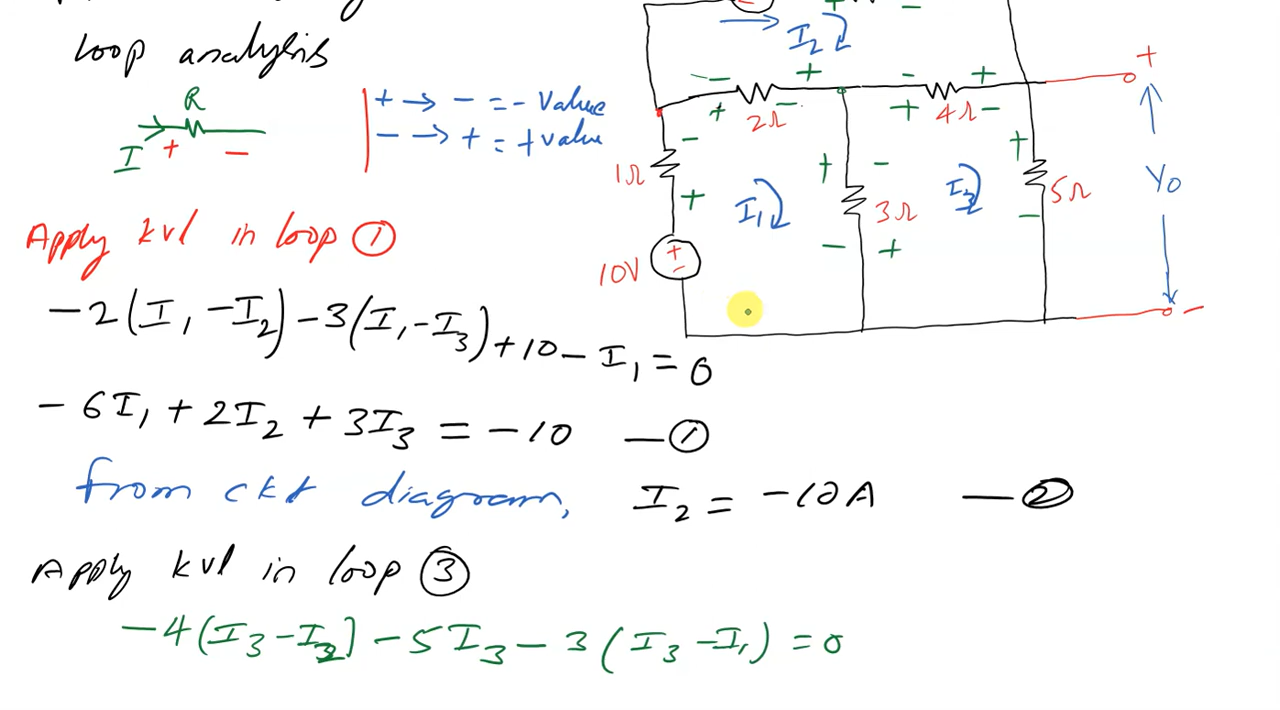 loop analysis
R
I + -
+ → - = - value
- → + = + value
Apply kvl in loop ①
-2(I₁-I₂)-3(I₁-I₃)+10-I₁=0
-6I₁+2I₂+3I₃=-10 —①
from ckt diagram, I₂=-10A —②
Apply kvl in loop ③
-4(I₃-I₂)-5I₃-3(I₃-I₁)=0
+ -
I₂
- + - + +
+ 2Ω - + 4Ω -
- + - +
1Ω I₁ 3Ω I₃ 5Ω V₀
+ - + -
10V + -
-